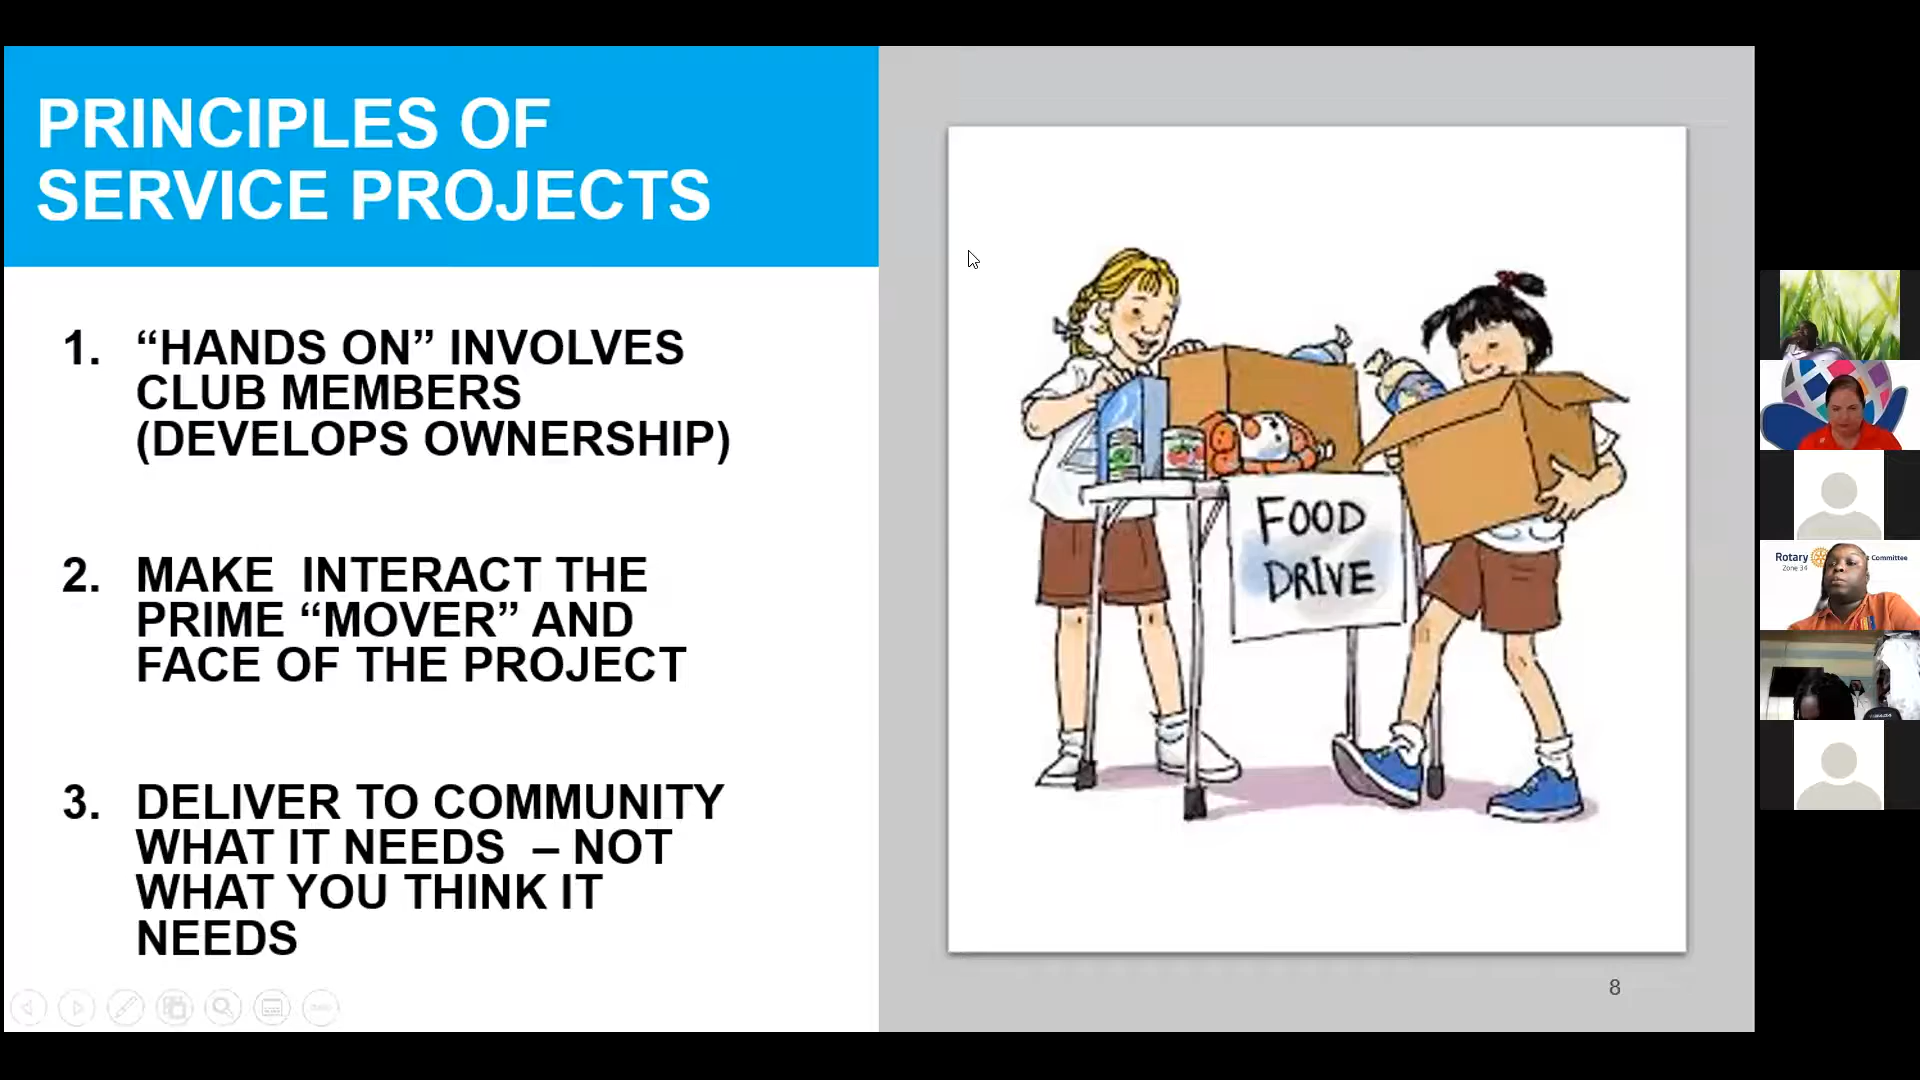 PRINCIPLES OF
SERVICE PROJECTS
1. “HANDS ON” INVOLVES
CLUB MEMBERS
(DEVELOPS OWNERSHIP)
2. MAKE INTERACT THE
PRIME “MOVER” AND
FACE OF THE PROJECT
3. DELIVER TO COMMUNITY
WHAT IT NEEDS – NOT
WHAT YOU THINK IT
NEEDS
FOOD
DRIVE
8
Rotary
Zone 34
Committee